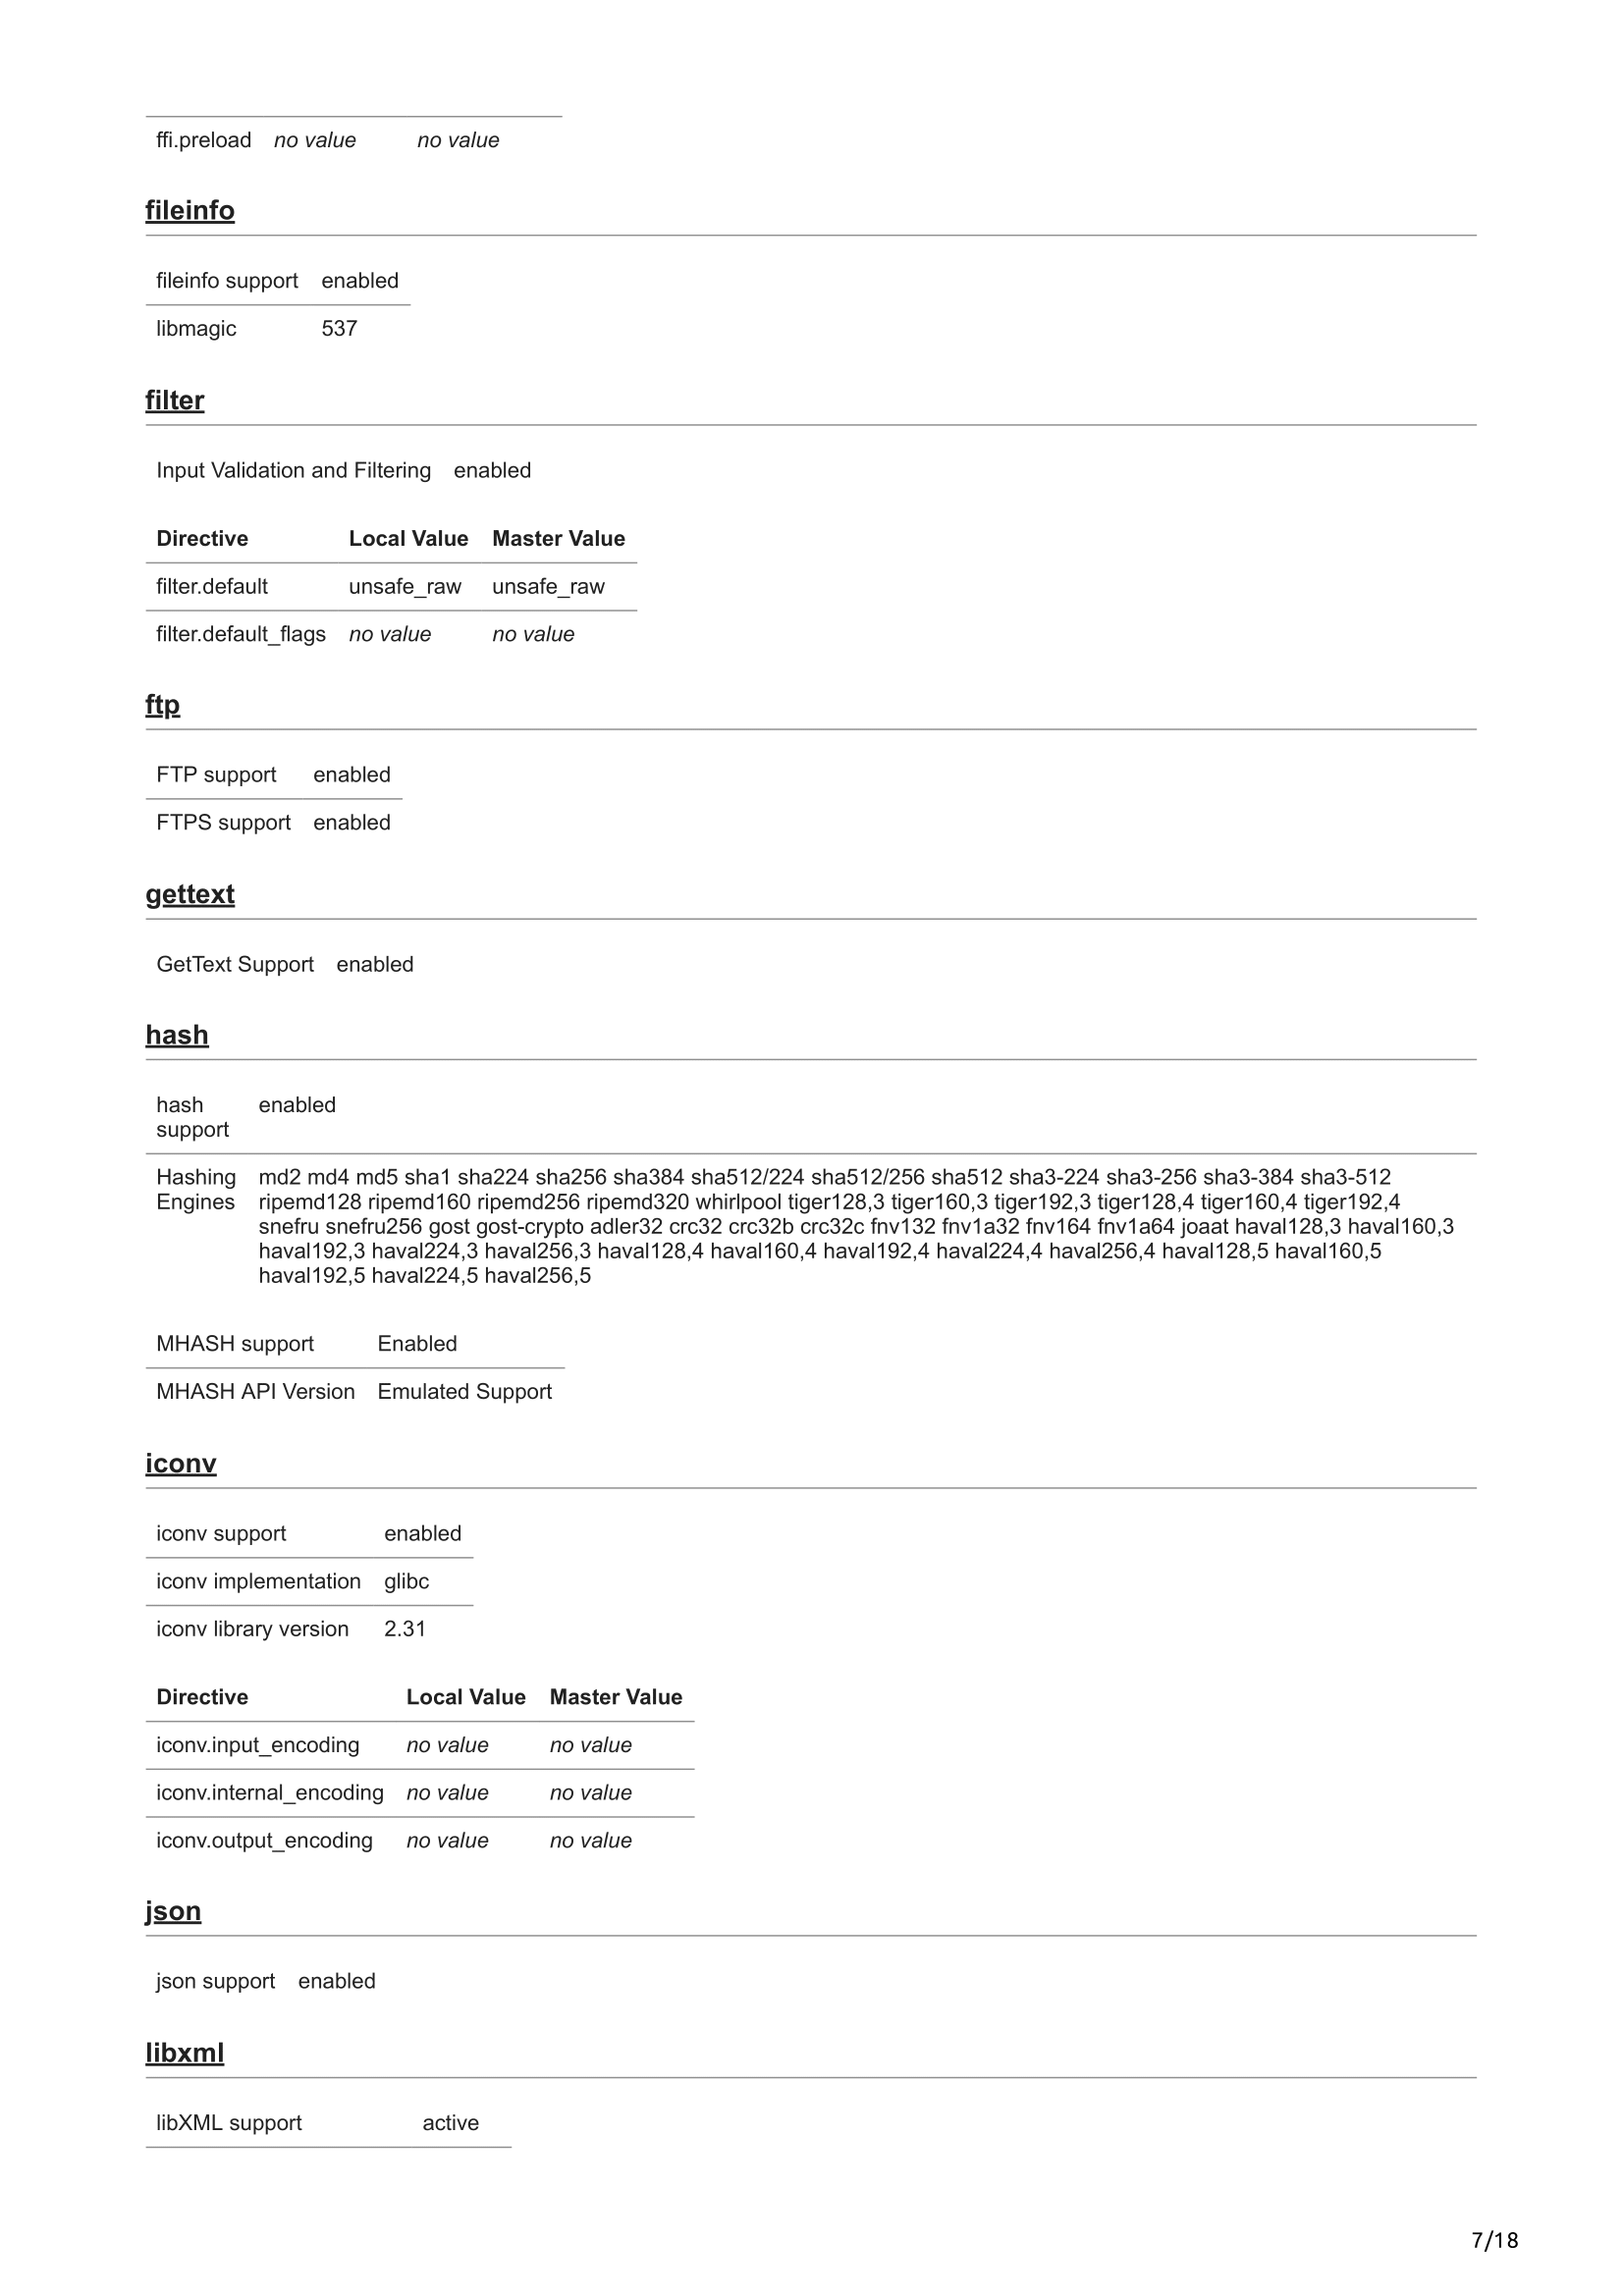 ffi.preload no value no value
fileinfo
fileinfo support enabled
libmagic 537
filter
Input Validation and Filtering enabled
Directive Local Value Master Value
filter.default unsafe_raw unsafe_raw
filter.default_flags no value no value
ftp
FTP support enabled
FTPS support enabled
gettext
GetText Support enabled
hash
hash enabled
support
Hashing md2 md4 md5 sha1 sha224 sha256 sha384 sha512/224 sha512/256 sha512 sha3-224 sha3-256 sha3-384 sha3-512
Engines ripemd128 ripemd160 ripemd256 ripemd320 whirlpool tiger128,3 tiger160,3 tiger192,3 tiger128,4 tiger160,4 tiger192,4
snefru snefru256 gost gost-crypto adler32 crc32 crc32b crc32c fnv132 fnv1a32 fnv164 fnv1a64 joaat haval128,3 haval160,3
haval192,3 haval224,3 haval256,3 haval128,4 haval160,4 haval192,4 haval224,4 haval256,4 haval128,5 haval160,5
haval192,5 haval224,5 haval256,5
MHASH support Enabled
MHASH API Version Emulated Support
iconv
iconv support enabled
iconv implementation glibc
iconv library version 2.31
Directive Local Value Master Value
iconv.input_encoding no value no value
iconv.internal_encoding no value no value
iconv.output_encoding no value no value
json
json support enabled
libxml
libXML support active
7/18